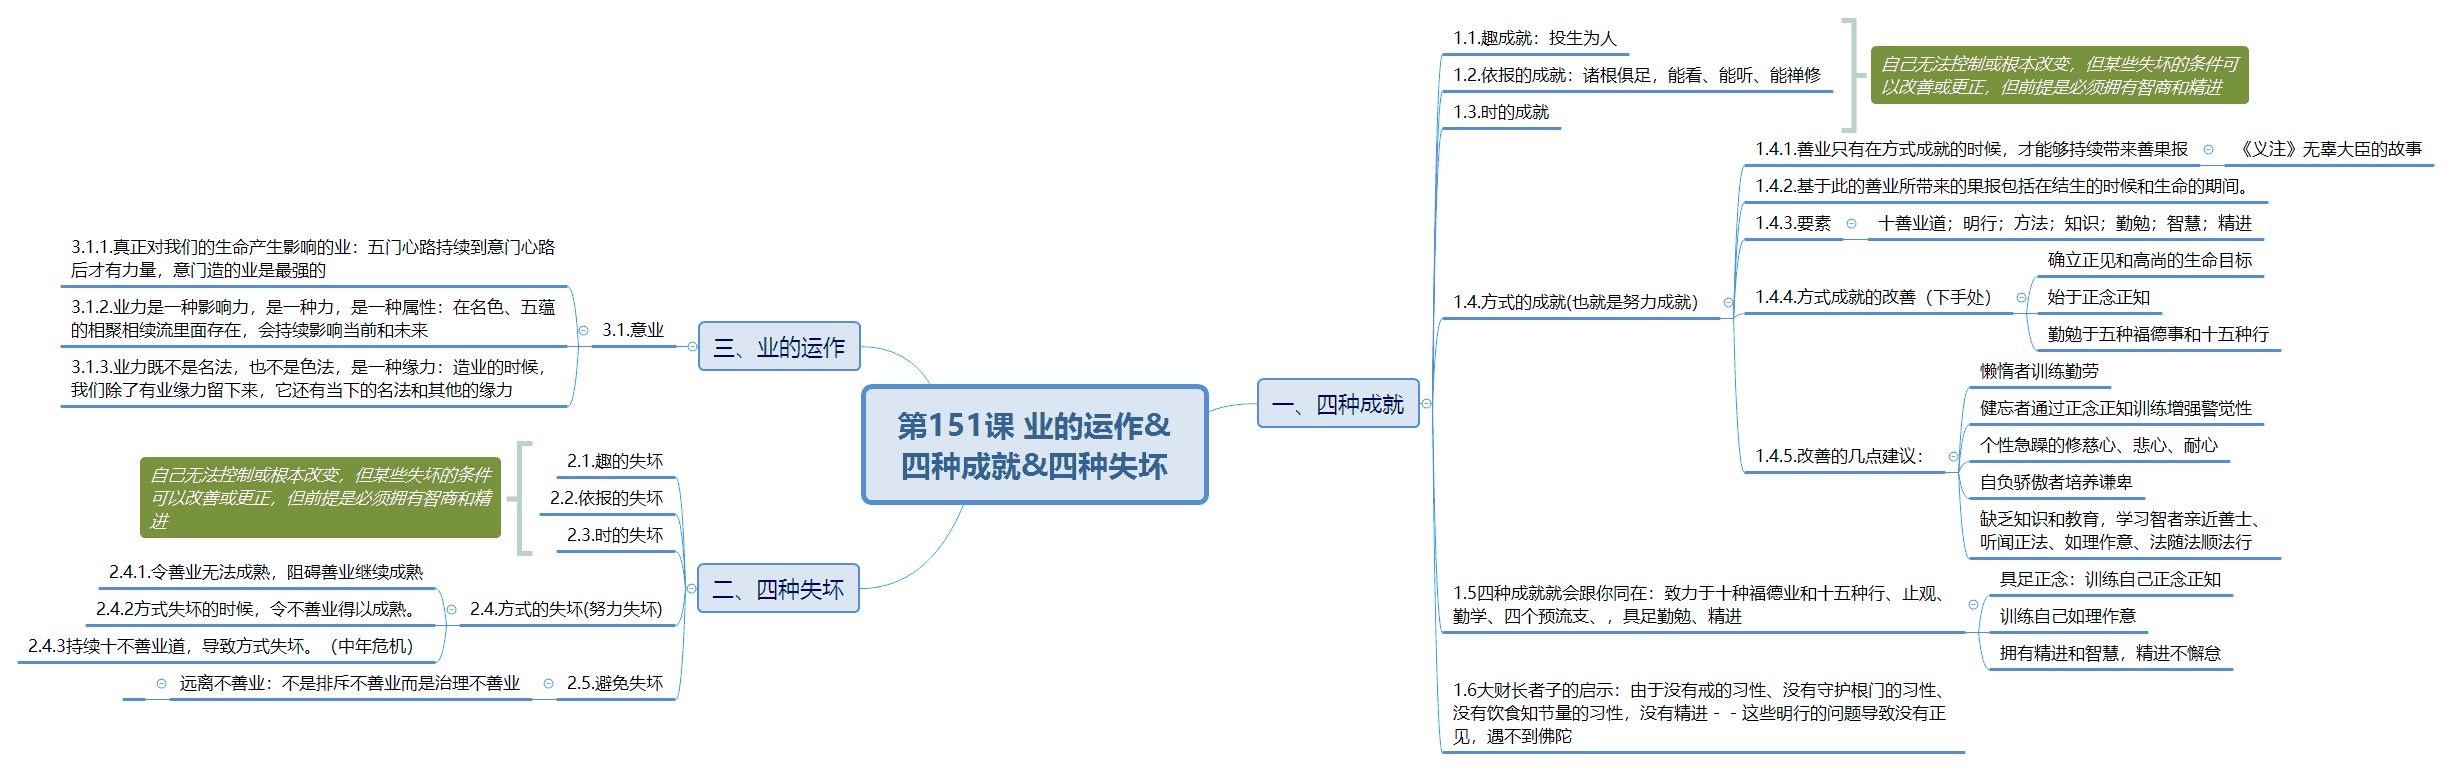 第151课 业的运作&
四种成就&四种失坏
一、四种成就
1.1.趣成就：投生为人
1.2.依报的成就：诸根俱足，能看、能听、能禅修
1.3.时的成就
自己无法控制或根本改变，但某些失坏的条件可
以改善或更正，但前提是必须拥有智商和精进
1.4.方式的成就(也就是努力成就）
1.4.1.善业只有在方式成就的时候，才能够持续带来善果报
《义注》无辜大臣的故事
1.4.2.基于此的善业所带来的果报包括在结生的时候和生命的期间。
1.4.3.要素
十善业道；明行；方法；知识；勤勉；智慧；精进
1.4.4.方式成就的改善（下手处）
确立正见和高尚的生命目标
始于正念正知
勤勉于五种福德事和十五种行
1.4.5.改善的几点建议：
懒惰者训练勤劳
健忘者通过正念正知训练增强警觉性
个性急躁的修慈心、悲心、耐心
自负骄傲者培养谦卑
缺乏知识和教育，学习智者亲近善士、
听闻正法、如理作意、法随法顺法行
1.5四种成就就会跟你同在：致力于十种福德业和十五种行、止观、
勤学、四个预流支、，具足勤勉、精进
具足正念：训练自己正念正知
训练自己如理作意
拥有精进和智慧，精进不懈怠
1.6大财长者子的启示：由于没有戒的习性、没有守护根门的习性、
没有饮食知节量的习性，没有精进－－这些明行的问题导致没有正
见，遇不到佛陀
二、四种失坏
2.1.趣的失坏
2.2.依报的失坏
2.3.时的失坏
自己无法控制或根本改变，但某些失坏的条件
可以改善或更正，但前提是必须拥有智商和精
进
2.4.方式的失坏(努力失坏)
2.4.1.令善业无法成熟，阻碍善业继续成熟
2.4.2方式失坏的时候，令不善业得以成熟。
2.4.3持续十不善业道，导致方式失坏。（中年危机）
2.5.避免失坏
远离不善业：不是排斥不善业而是治理不善业
三、业的运作
3.1.意业
3.1.1.真正对我们的生命产生影响的业：五门心路持续到意门心路
后才有力量，意门造的业是最强的
3.1.2.业力是一种影响力，是一种力，是一种属性：在名色、五蕴
的相聚相续流里面存在，会持续影响当前和未来
3.1.3.业力既不是名法，也不是色法，是一种缘力：造业的时候，
我们除了有业缘力留下来，它还有当下的名法和其他的缘力